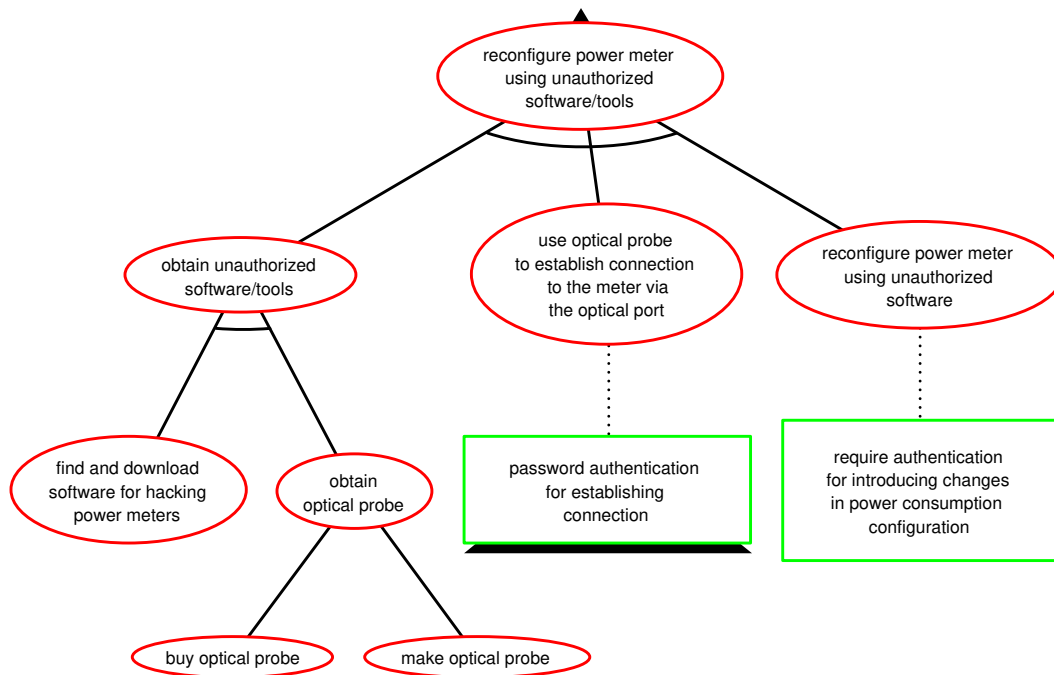 reconfigure power meter
using unauthorized
software/tools
obtain unauthorized
software/tools
use optical probe
to establish connection
to the meter via
the optical port
reconfigure power meter
using unauthorized
software
find and download
software for hacking
power meters
obtain
optical probe
password authentication
for establishing
connection
require authentication
for introducing changes
in power consumption
configuration
buy optical probe
make optical probe